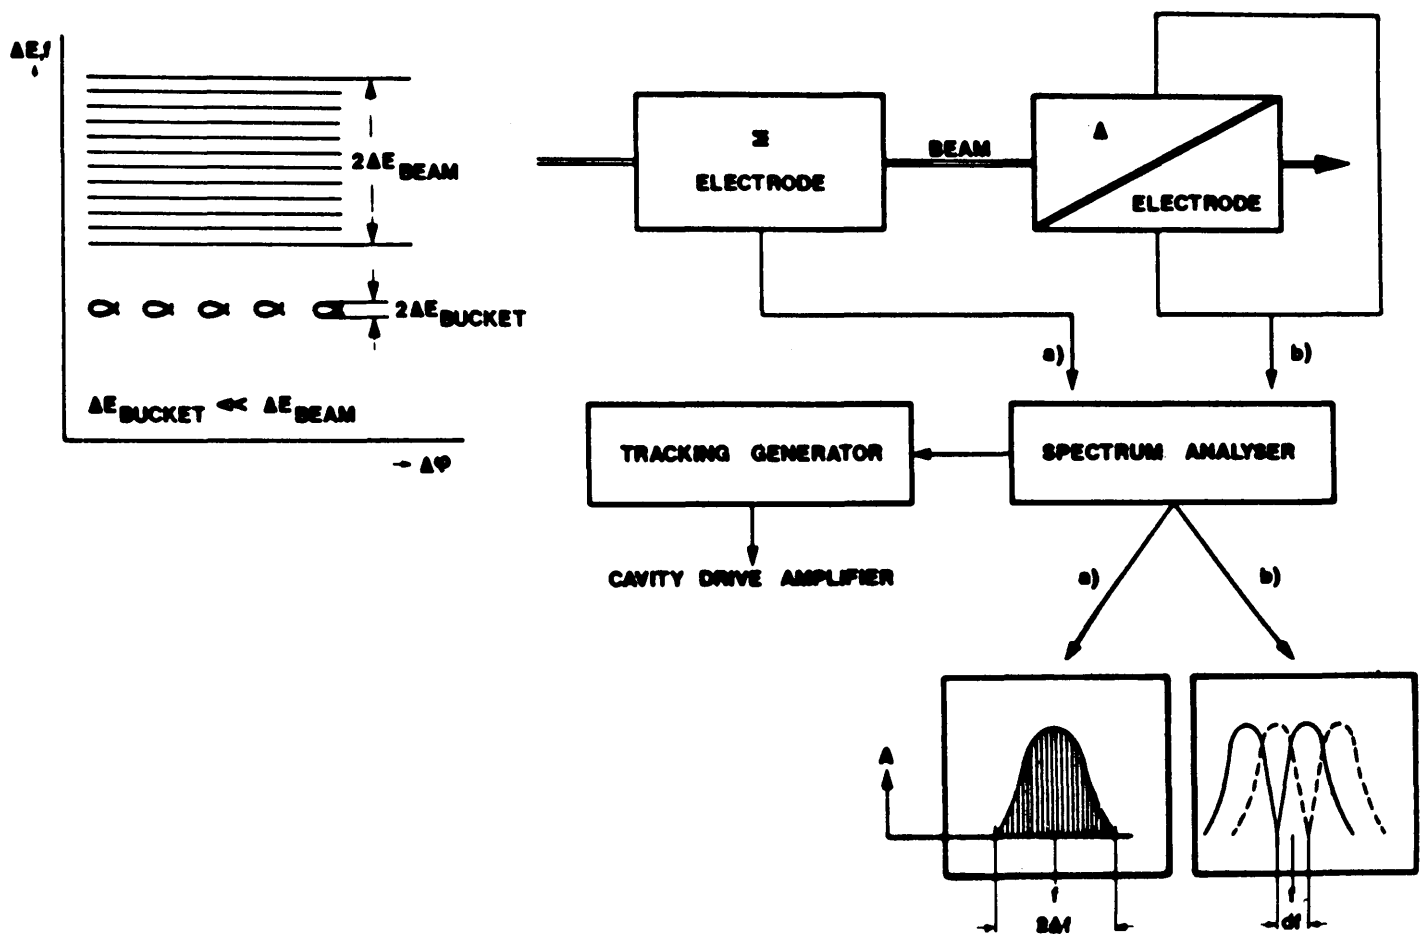 ΔE,f
2ΔE BEAM
2ΔE BUCKET
ΔE BUCKET << ΔE BEAM
→ Δφ
Σ
ELECTRODE
BEAM
Δ
ELECTRODE
a)
b)
TRACKING GENERATOR
SPECTRUM ANALYSER
CAVITY DRIVE AMPLIFIER
a)
b)
A
f
2Δf
f
df